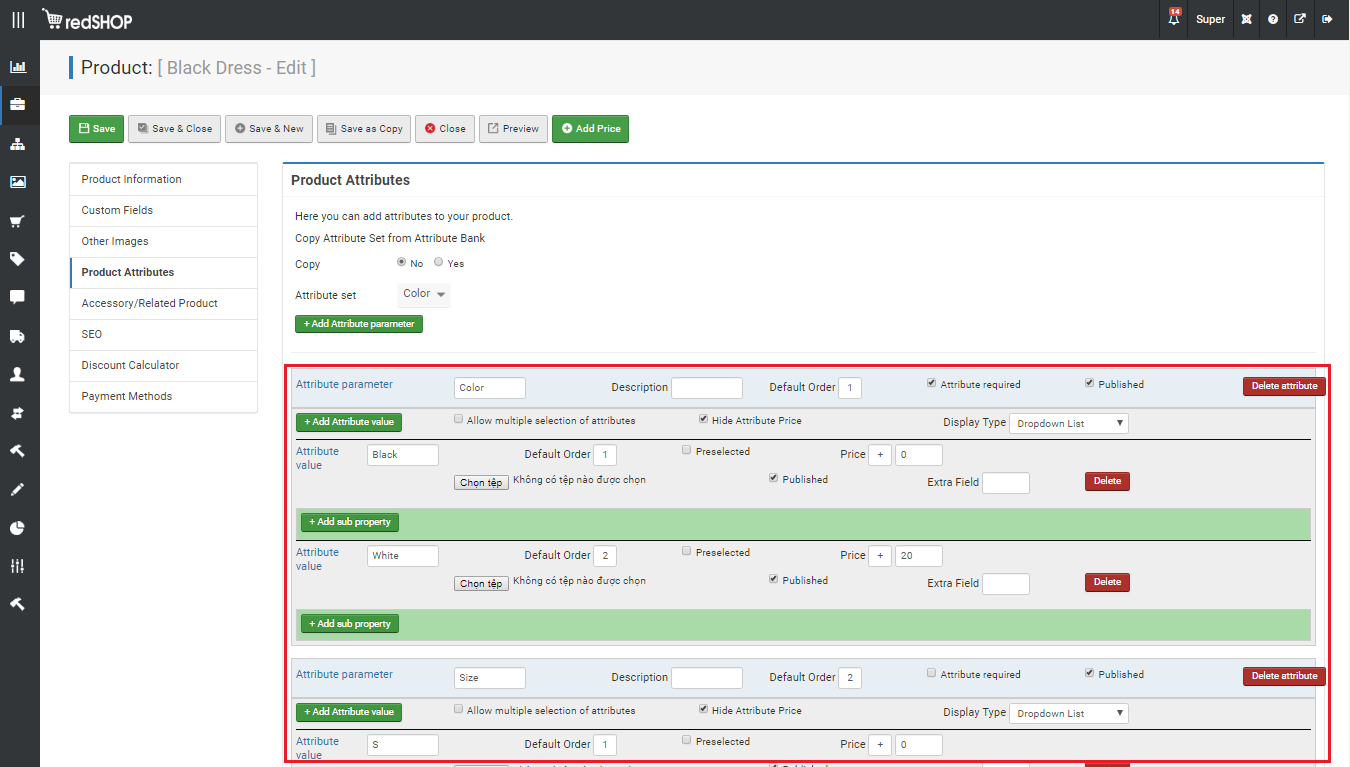 redSHOP
14
Super
Product: [ Black Dress - Edit ]
Save
Save & Close
Save & New
Save as Copy
Close
Preview
Add Price
Product Information
Custom Fields
Other Images
Product Attributes
Accessory/Related Product
SEO
Discount Calculator
Payment Methods
Product Attributes
Here you can add attributes to your product.
Copy Attribute Set from Attribute Bank
Copy No Yes
Attribute set Color
+ Add Attribute parameter
Attribute parameter Color Description Default Order 1 Attribute required Published Delete attribute
+ Add Attribute value Allow multiple selection of attributes Hide Attribute Price Display Type Dropdown List
Attribute value Black Default Order 1 Preselected Price + 0
Chọn tệp Không có tệp nào được chọn Published Extra Field Delete
+ Add sub property
Attribute value White Default Order 2 Preselected Price + 20
Chọn tệp Không có tệp nào được chọn Published Extra Field Delete
+ Add sub property
Attribute parameter Size Description Default Order 2 Attribute required Published Delete attribute
+ Add Attribute value Allow multiple selection of attributes Hide Attribute Price Display Type Dropdown List
Attribute value S Default Order 1 Preselected Price + 0